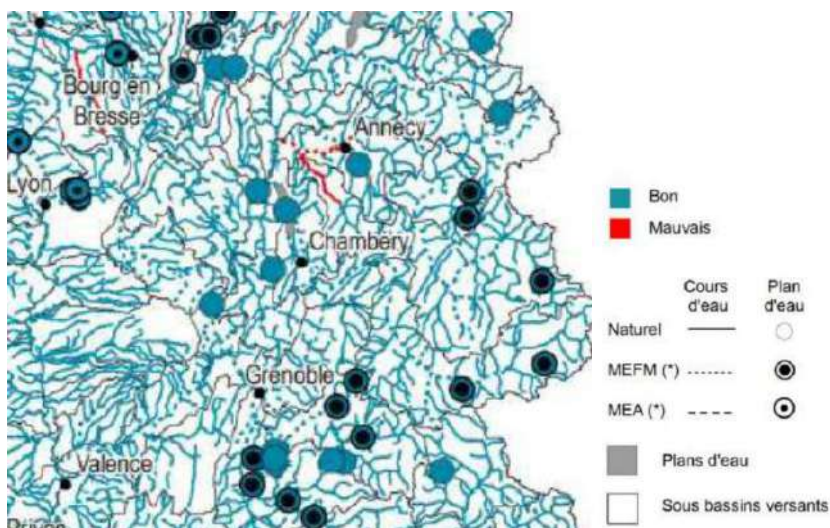 Bourg en
Bresse
Annecy
Lyon
Chambéry
Grenoble
Valence
Bon
Mauvais
Cours
d'eau
Plan
d'eau
Naturel
MEFM (*)
MEA (*)
Plans d'eau
Sous bassins versants